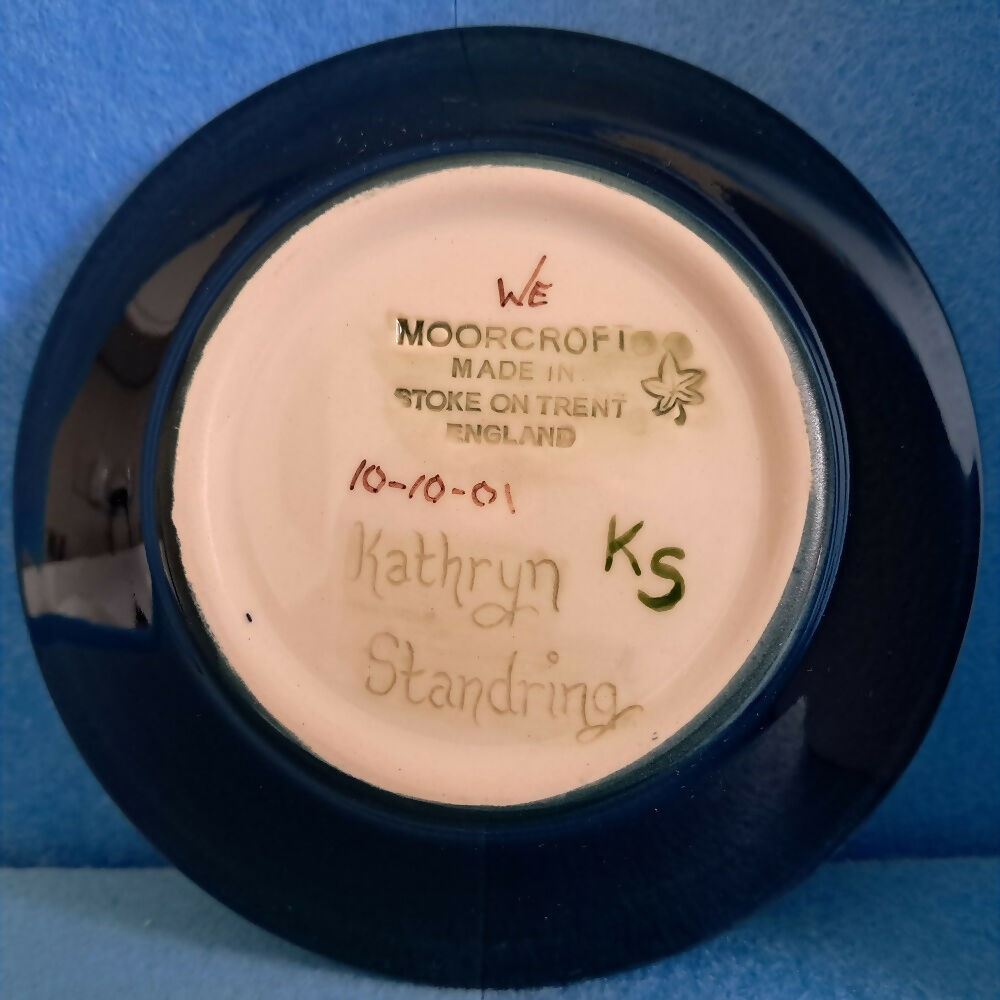 WE
MOORCROFT
MADE IN
STOKE ON TRENT
ENGLAND
10-10-01
Kathryn
Standring
KS